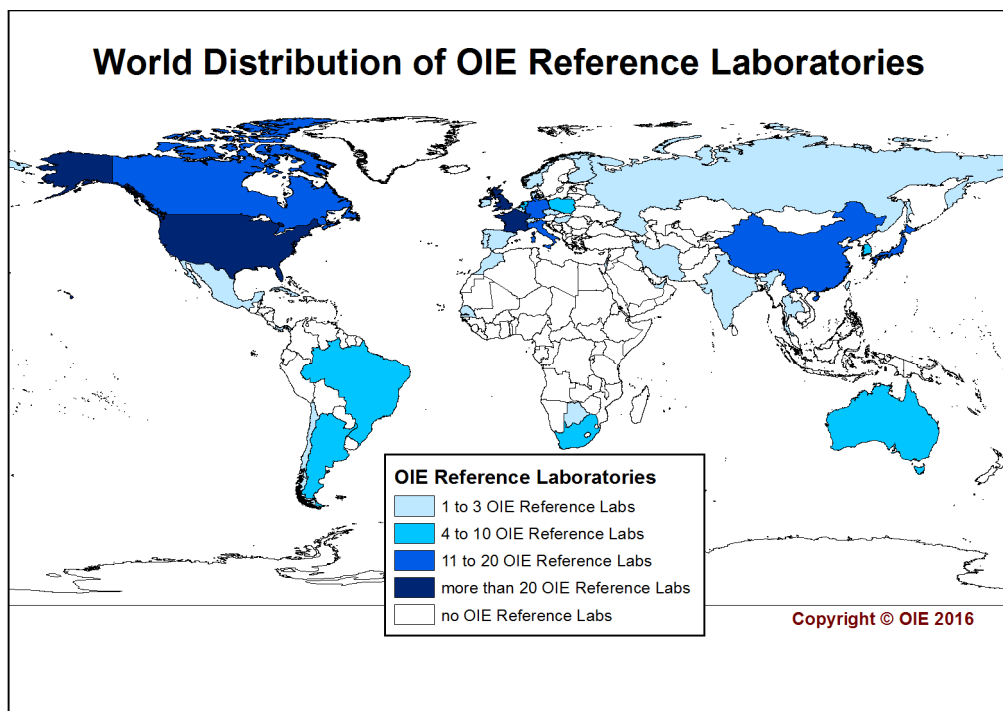 World Distribution of OIE Reference Laboratories
OIE Reference Laboratories
1 to 3 OIE Reference Labs
4 to 10 OIE Reference Labs
11 to 20 OIE Reference Labs
more than 20 OIE Reference Labs
no OIE Reference Labs
Copyright © OIE 2016